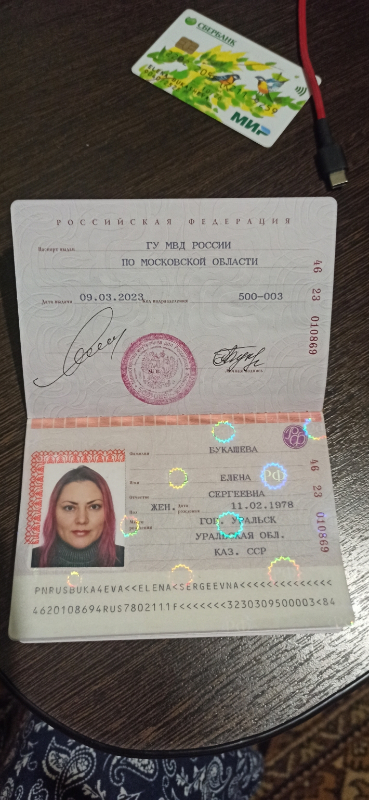 СБЕРБАНК
МИР
РОССИЙСКАЯ ФЕДЕРАЦИЯ
Паспорт выдан
ГУ МВД РОССИИ
ПО МОСКОВСКОЙ ОБЛАСТИ
Дата выдачи 09.03.2023 Код подразделения 500-003
46 23 010869
М.П.
Фамилия
БУКАШЕВА
Имя
ЕЛЕНА
Отчество
СЕРГЕЕВНА
Пол ЖЕН. Дата рождения 11.02.1978
Место рождения ГОР. УРАЛЬСК
УРАЛЬСКАЯ ОБЛ.
КАЗ. ССР
46 23 010869
PNRUSBUKA4EVA<<ELENA<SERGEEVNA<<<<<<<<<<<<<<
4620108694RUS7802111F<<<<<<<3230309500003<84